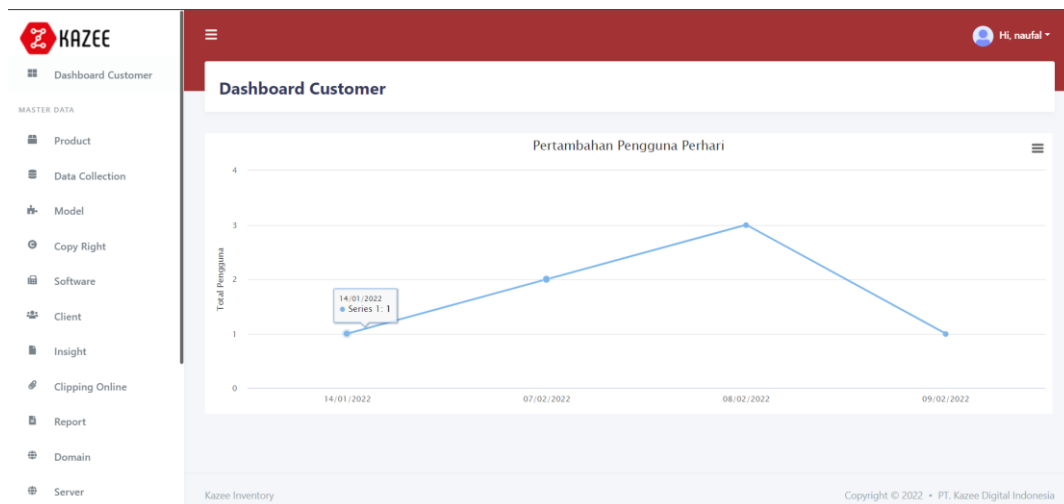 KAZEE
Hi, naufal
Dashboard Customer
Dashboard Customer
MASTER DATA
Product
Data Collection
Model
Copy Right
Software
Client
Insight
Clipping Online
Report
Domain
Server
Pertambahan Pengguna Perhari
Total Pengguna
4
3
2
1
0
14/01/2022
Series 1: 1
14/01/2022
07/02/2022
08/02/2022
09/02/2022
Kazee Inventory
Copyright © 2022 • PT. Kazee Digital Indonesia